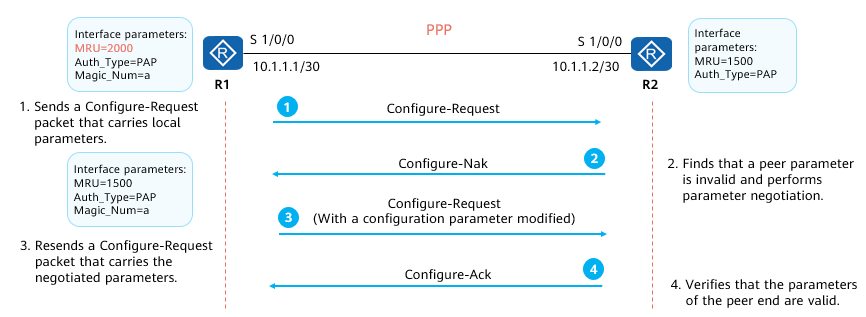 Interface parameters:
MRU=2000
Auth_Type=PAP
Magic_Num=a
R
S 1/0/0
10.1.1.1/30
R1
PPP
S 1/0/0
10.1.1.2/30
R
R2
Interface
parameters:
MRU=1500
Auth_Type=PAP
1. Sends a Configure-Request
packet that carries local
parameters.
1
Configure-Request
Configure-Nak
2
2. Finds that a peer parameter
is invalid and performs
parameter negotiation.
Interface parameters:
MRU=1500
Auth_Type=PAP
Magic_Num=a
3
Configure-Request
(With a configuration parameter modified)
3. Resends a Configure-Request
packet that carries the
negotiated parameters.
Configure-Ack
4
4. Verifies that the parameters
of the peer end are valid.